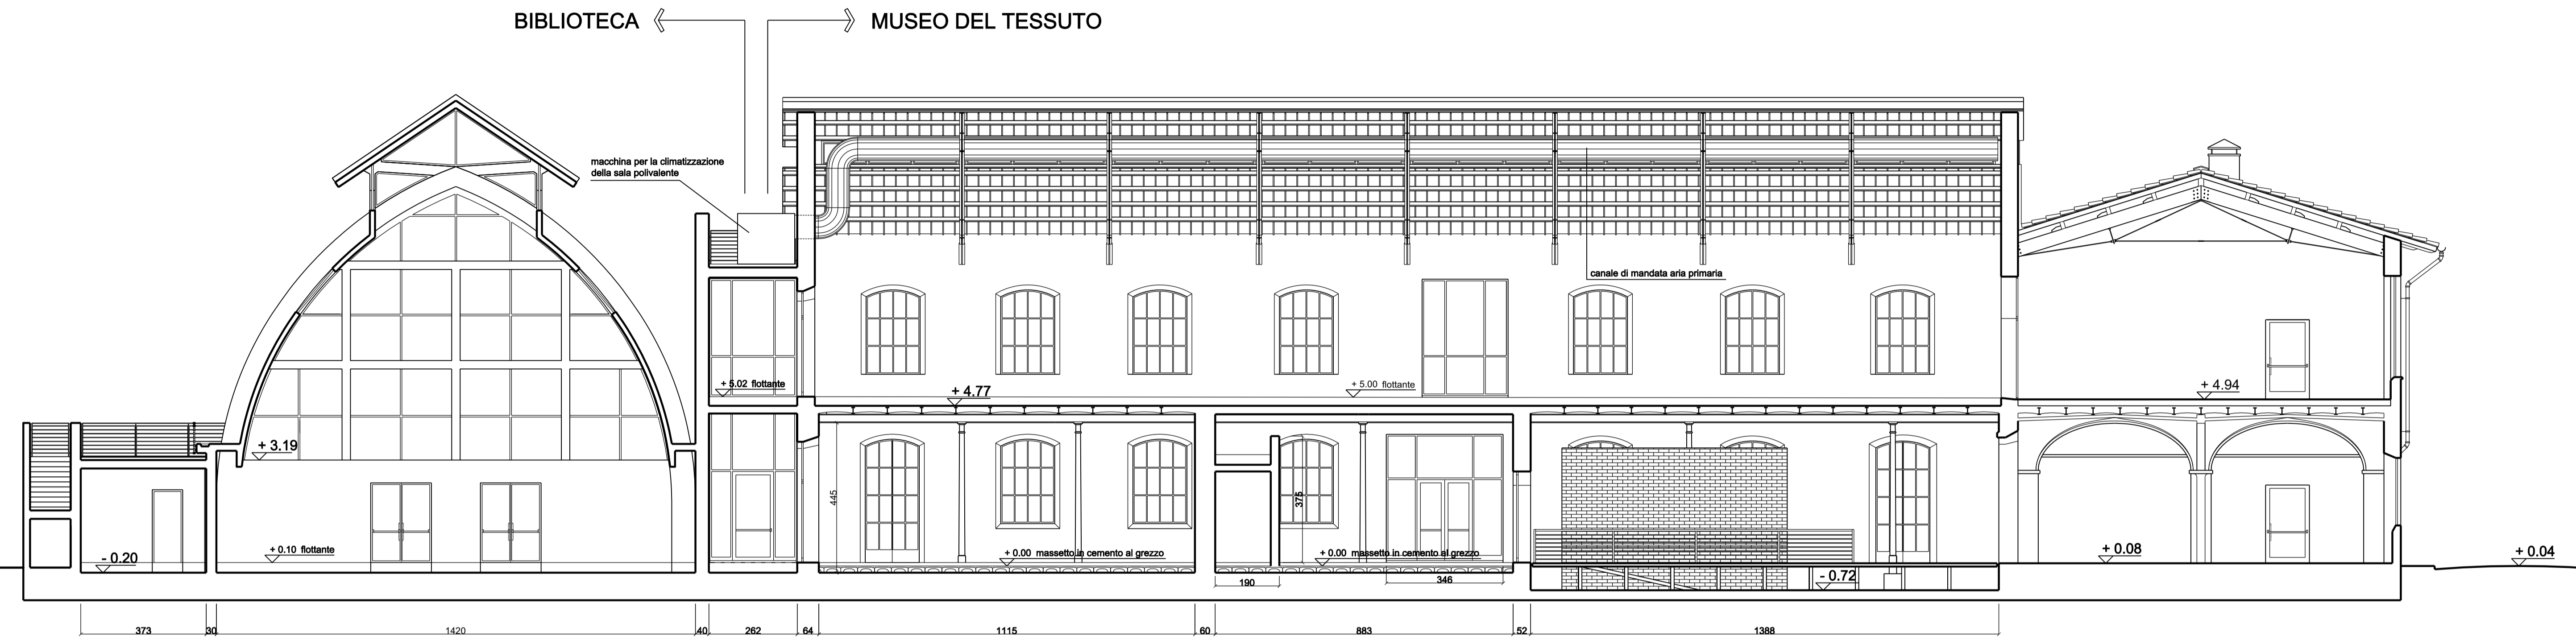 BIBLIOTECA
MUSEO DEL TESSUTO
macchina per la climatizzazione
della sala polivalente
canale di mandata aria primaria
+ 5.02 flottante
+ 4.77
+ 5.00 flottante
+ 4.94
+ 3.19
445
375
- 0.20
+ 0.10 flottante
+ 0.00 massetto in cemento al grezzo
+ 0.00 massetto in cemento al grezzo
+ 0.08
+ 0.04
190
346
- 0.72
373
30
1420
40
262
64
1115
60
883
52
1388